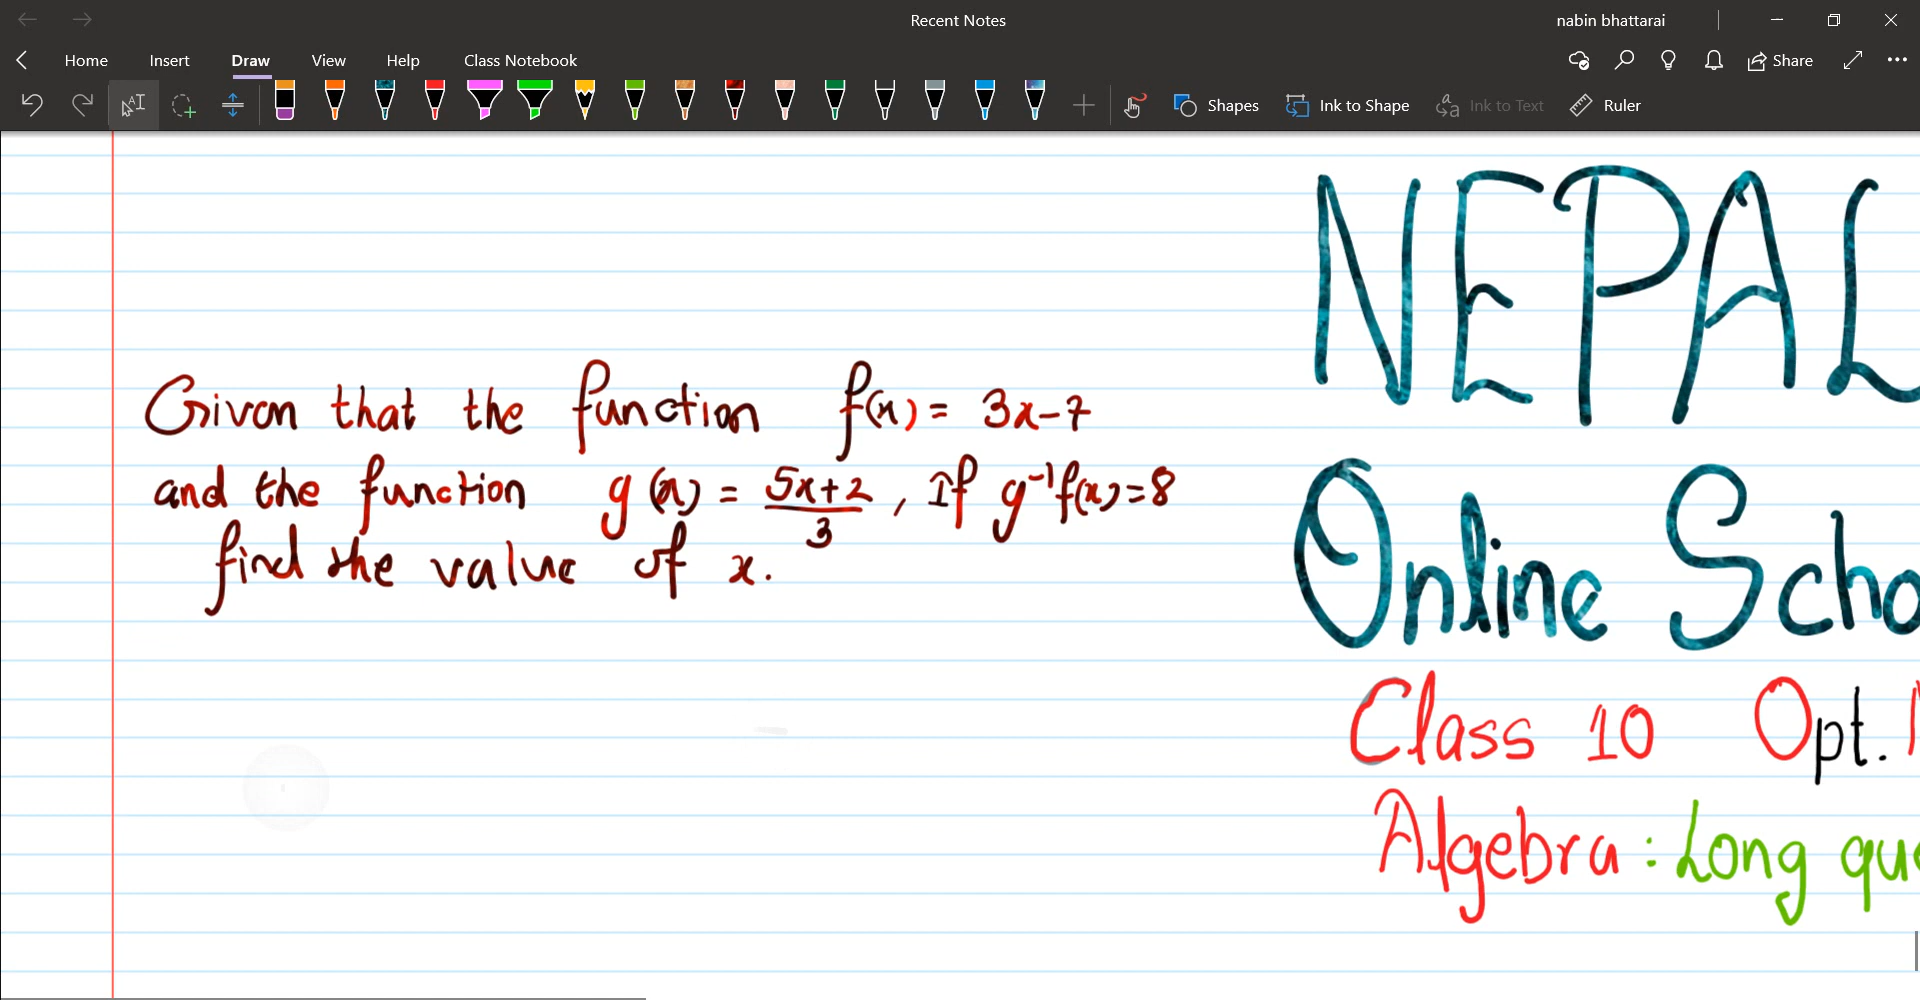 Recent Notes
nabin bhattarai
Home Insert Draw View Help Class Notebook
Share
Shapes Ink to Shape Ink to Text Ruler
Given that the function f(x) = 3x-7
and the function g(x) = 5x+2/3, If g⁻¹f(x)=8
find the value of x.
NEPAL
Online Scho
Class 10 Opt.
Algebra : Long que